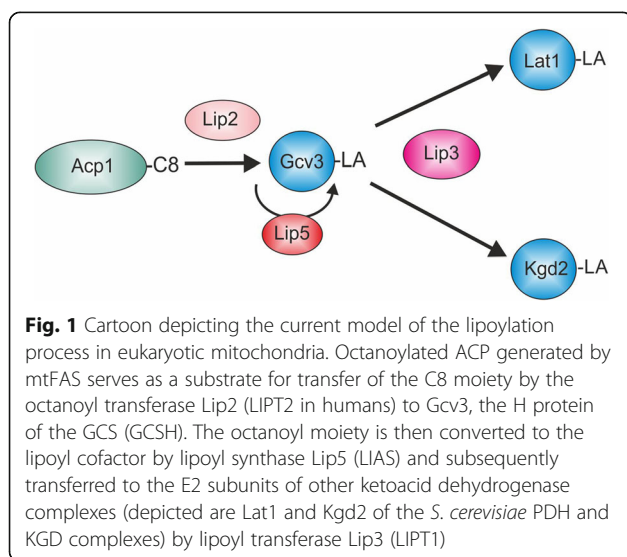 Lat1 -LA
Lip2
Acp1 -C8 Gcv3 -LA Lip3
Lip5
Kgd2 -LA
Fig. 1 Cartoon depicting the current model of the lipoylation
process in eukaryotic mitochondria. Octanoylated ACP generated by
mtFAS serves as a substrate for transfer of the C8 moiety by the
octanoyl transferase Lip2 (LIPT2 in humans) to Gcv3, the H protein
of the GCS (GCSH). The octanoyl moiety is then converted to the
lipoyl cofactor by lipoyl synthase Lip5 (LIAS) and subsequently
transferred to the E2 subunits of other ketoacid dehydrogenase
complexes (depicted are Lat1 and Kgd2 of the S. cerevisiae PDH and
KGD complexes) by lipoyl transferase Lip3 (LIPT1)